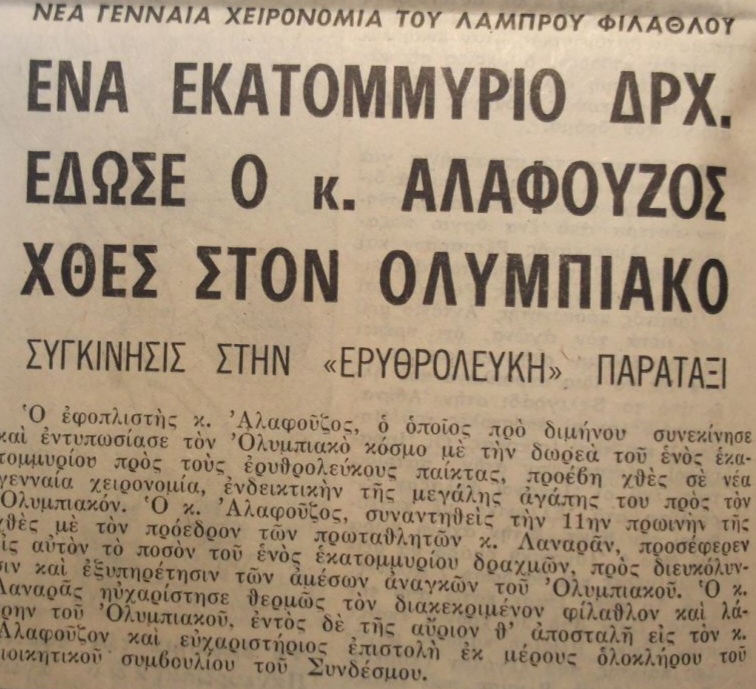 ΝΕΑ ΓΕΝΝΑΙΑ ΧΕΙΡΟΝΟΜΙΑ ΤΟΥ ΛΑΜΠΡΟΥ ΦΙΛΑΘΛΟΥ
ΕΝΑ ΕΚΑΤΟΜΜΥΡΙΟ ΔΡΧ.
ΕΔΩΣΕ Ο κ. ΑΛΑΦΟΥΖΟΣ
ΧΘΕΣ ΣΤΟΝ ΟΛΥΜΠΙΑΚΟ
ΣΥΓΚΙΝΗΣΙΣ ΣΤΗΝ «ΕΡΥΘΡΟΛΕΥΚΗ» ΠΑΡΑΤΑΞΙ
Ὁ ἐφοπλιστὴς κ. Ἀλαφοῦζος, ὁ ὁποῖος πρὸ διμήνου συνεκίνησε
καὶ ἐντυπωσίασε τὸν Ὀλυμπιακὸ κόσμο μὲ τὴν δωρεὰ τοῦ ἑνὸς ἑκα-
τομμυρίου πρὸς τοὺς ἐρυθρολεύκους παίκτας, προέβη χθὲς σὲ νέα
γενναία χειρονομία, ἐνδεικτικὴν τῆς μεγάλης ἀγάπης του πρὸς τὸν
Ὀλυμπιακόν. Ὁ κ. Ἀλαφοῦζος, συναντηθεὶς τὴν 11ην πρωινὴν τῆς
χθὲς μὲ τὸν πρόεδρον τῶν πρωταθλητῶν κ. Λαναρᾶν, προσέφερεν
εἰς αὐτὸν τὸ ποσὸν τοῦ ἑνὸς ἑκατομμυρίου δραχμῶν, πρὸς διευκόλυν-
σιν καὶ ἐξυπηρέτησιν τῶν ἀμέσων ἀναγκῶν τοῦ Ὀλυμπιακοῦ. Ὁ κ.
Λαναρᾶς ηὐχαρίστησε θερμῶς τὸν διακεκριμένον φίλαθλον καὶ λά-
τρην τοῦ Ὀλυμπιακοῦ, ἐντὸς δὲ τῆς αὔριον θ' ἀποσταλῆ εἰς τὸν κ.
Ἀλαφοῦζον καὶ εὐχαριστήριος ἐπιστολὴ ἐκ μέρους ὁλοκλήρου τοῦ
διοικητικοῦ συμβουλίου τοῦ Συνδέσμου.